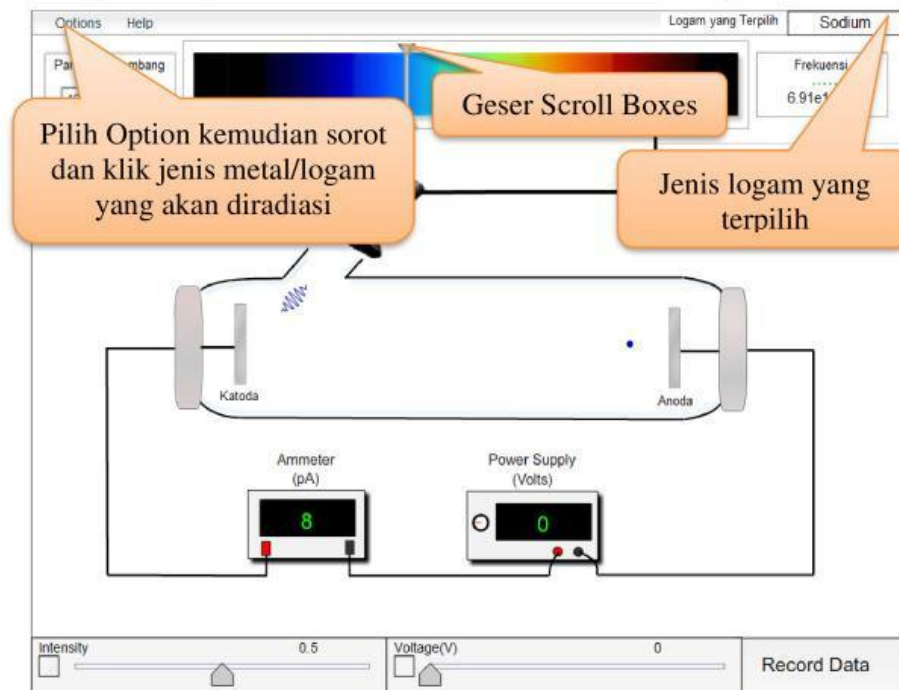 Options Help
Logam yang Terpilih Sodium
Frekuensi
Geser Scroll Boxes
Pilih Option kemudian sorot
dan klik jenis metal/logam
yang akan diradiasi
Jenis logam yang
terpilih
Katoda
Anoda
Ammeter
(pA)
8
Power Supply
(Volts)
0
Intensity 0.5
Voltage(V) 0
Record Data